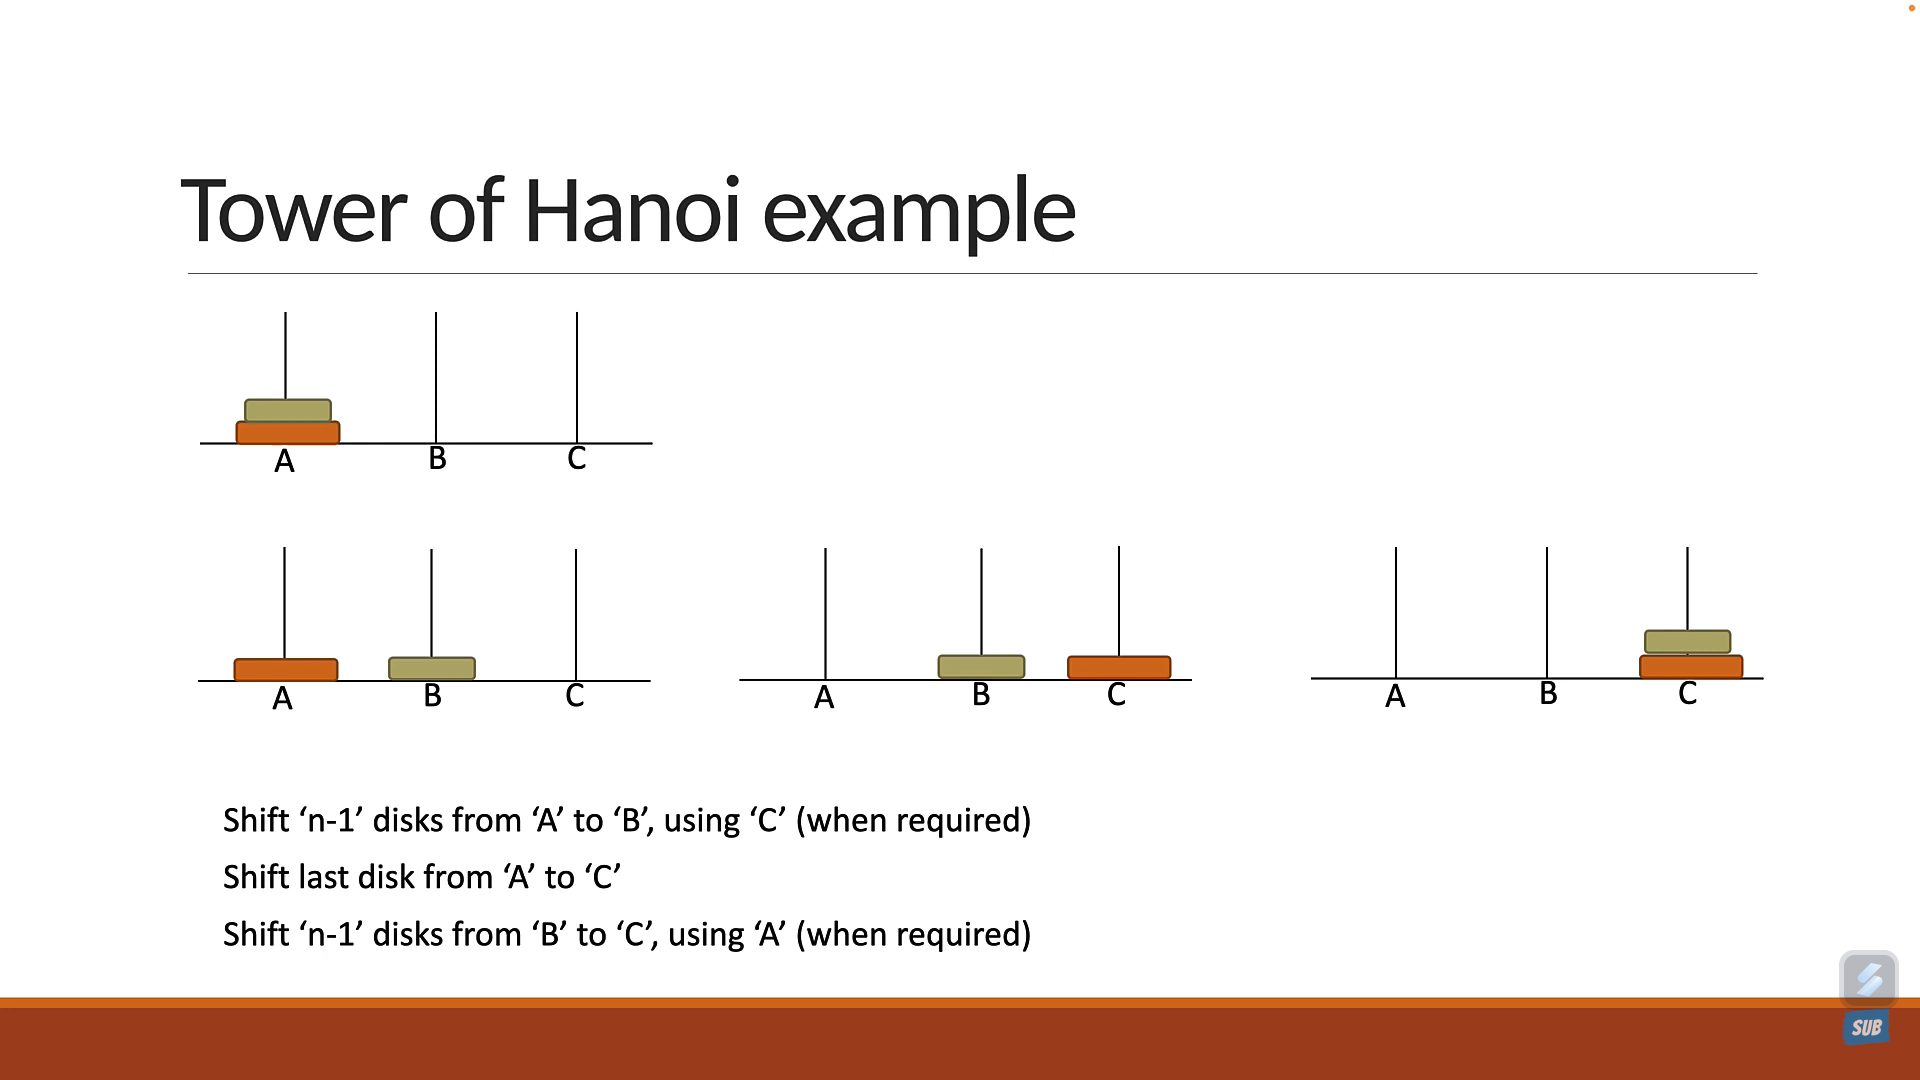 Tower of Hanoi example
A B C
A B C
A B C
A B C
Shift ‘n-1’ disks from ‘A’ to ‘B’, using ‘C’ (when required)
Shift last disk from ‘A’ to ‘C’
Shift ‘n-1’ disks from ‘B’ to ‘C’, using ‘A’ (when required)
SUB